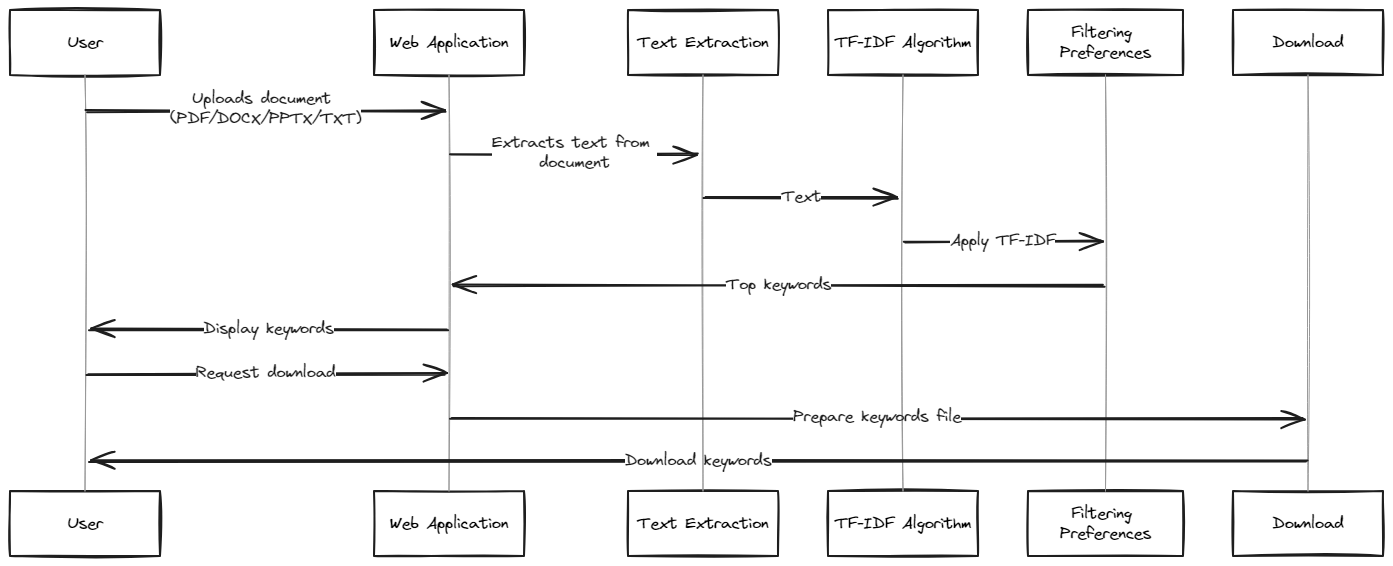 User
Web Application
Text Extraction
TF-IDF Algorithm
Filtering
Preferences
Download
Uploads document
(PDF/DOCX/PPTX/TXT)
Extracts text from
document
Text
Apply TF-IDF
Top keywords
Display keywords
Request download
Prepare keywords file
Download keywords
User
Web Application
Text Extraction
TF-IDF Algorithm
Filtering
Preferences
Download